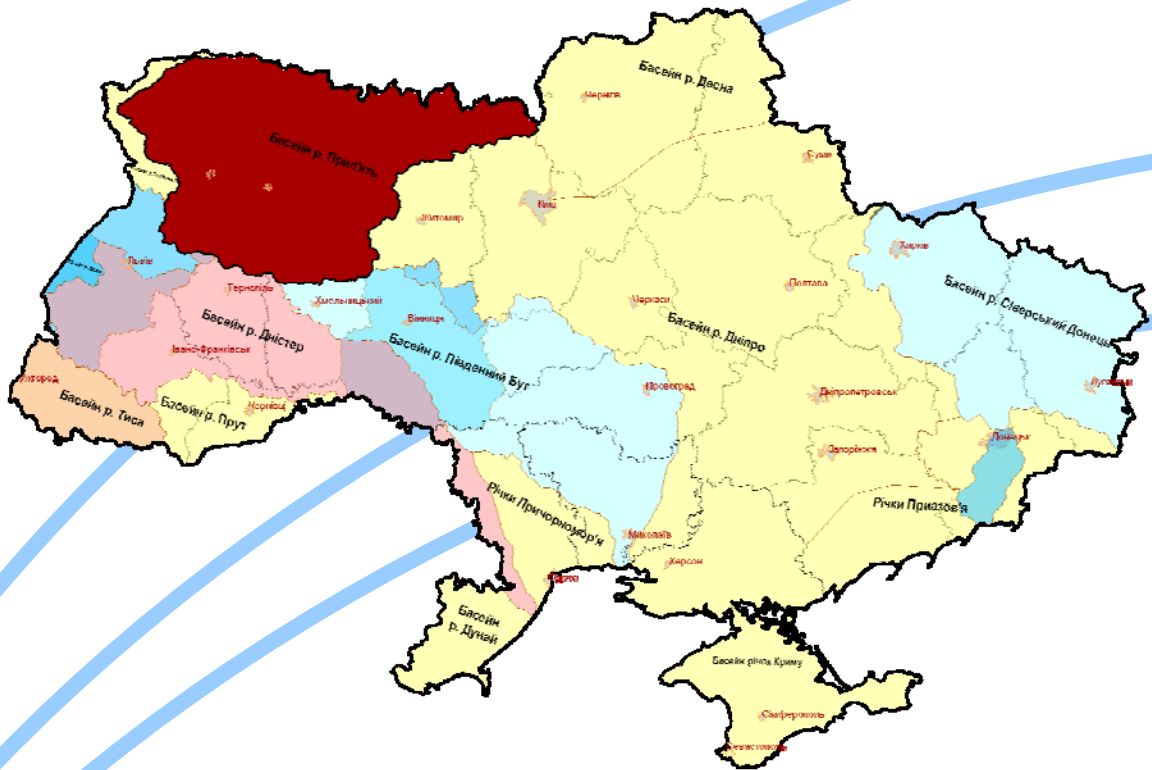 Басейн р. Десна
Чернігів
Суми
Басейн р. Прип'ять
Київ
Житомир
Харків
Львів
Тернопіль
Хмельницький
Вінниця
Черкаси
Полтава
Басейн р. Сіверський Донець
Басейн р. Дністер
Басейн р. Дніпро
Івано-Франківськ
Басейн р. Південний Буг
Ужгород
Кіровоград
Дніпропетровськ
Луганськ
Басейн р. Тиса
Басейн р. Прут
Чернівці
Донецьк
Запоріжжя
Річки Причорномор'я
Річки Приазов'я
Миколаїв
Херсон
Одеса
Басейн
р. Дунай
Басейн річок Криму
Сімферополь
Севастополь